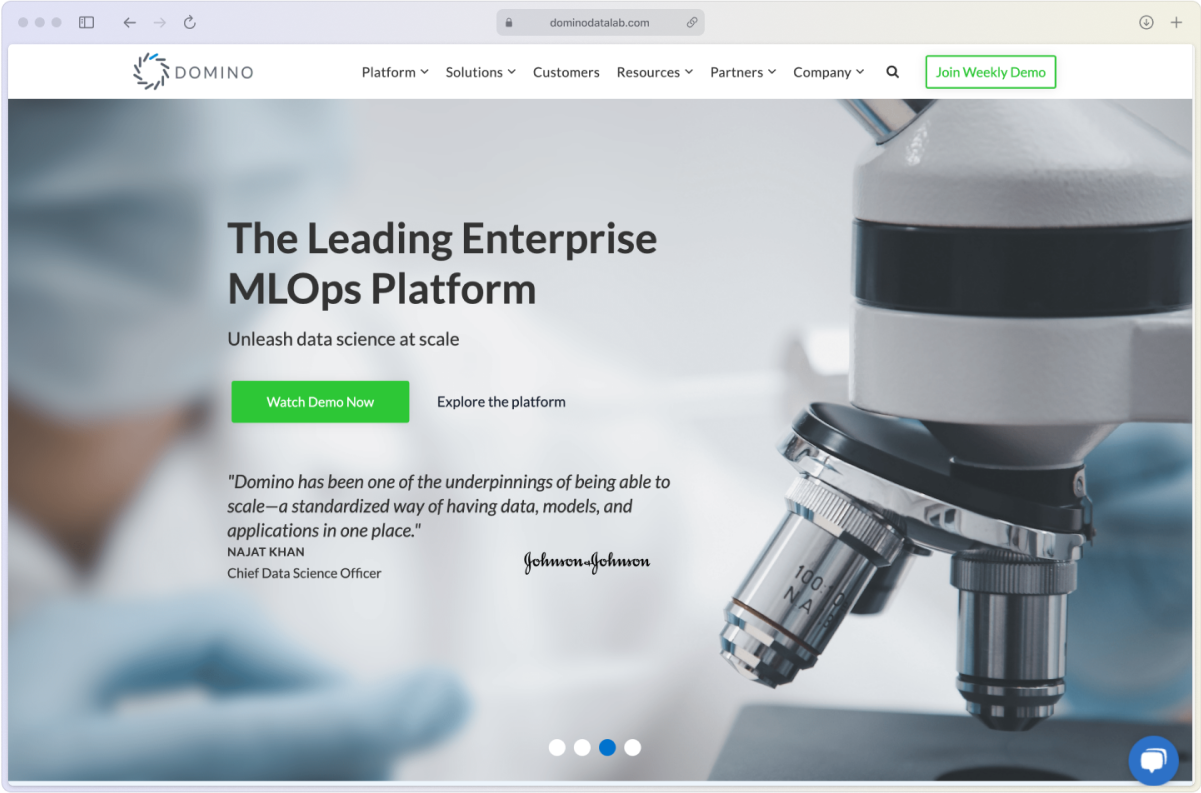 dominodatalab.com
DOMINO
Platform
Solutions
Customers
Resources
Partners
Company
Join Weekly Demo
The Leading Enterprise
MLOps Platform
Unleash data science at scale
Watch Demo Now
Explore the platform
"Domino has been one of the underpinnings of being able to
scale—a standardized way of having data, models, and
applications in one place."
NAJAT KHAN
Chief Data Science Officer
Johnson & Johnson
100
NA